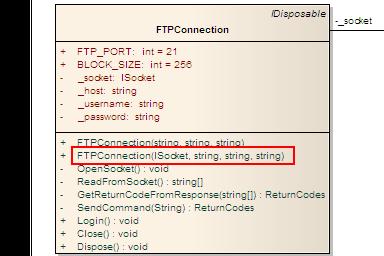 IDisposable
FTPConnection
-_socket
+ FTP_PORT: int = 21
+ BLOCK_SIZE: int = 256
- _socket: ISocket
- _host: string
- _username: string
- _password: string
+ FTPConnection(string, string, string)
+ FTPConnection(ISocket, string, string, string)
- OpenSocket() : void
- ReadFromSocket() : string[]
- GetReturnCodeFromResponse(string[]) : ReturnCodes
- SendCommand(String) : ReturnCodes
+ Login() : void
+ Close() : void
+ Dispose() : void